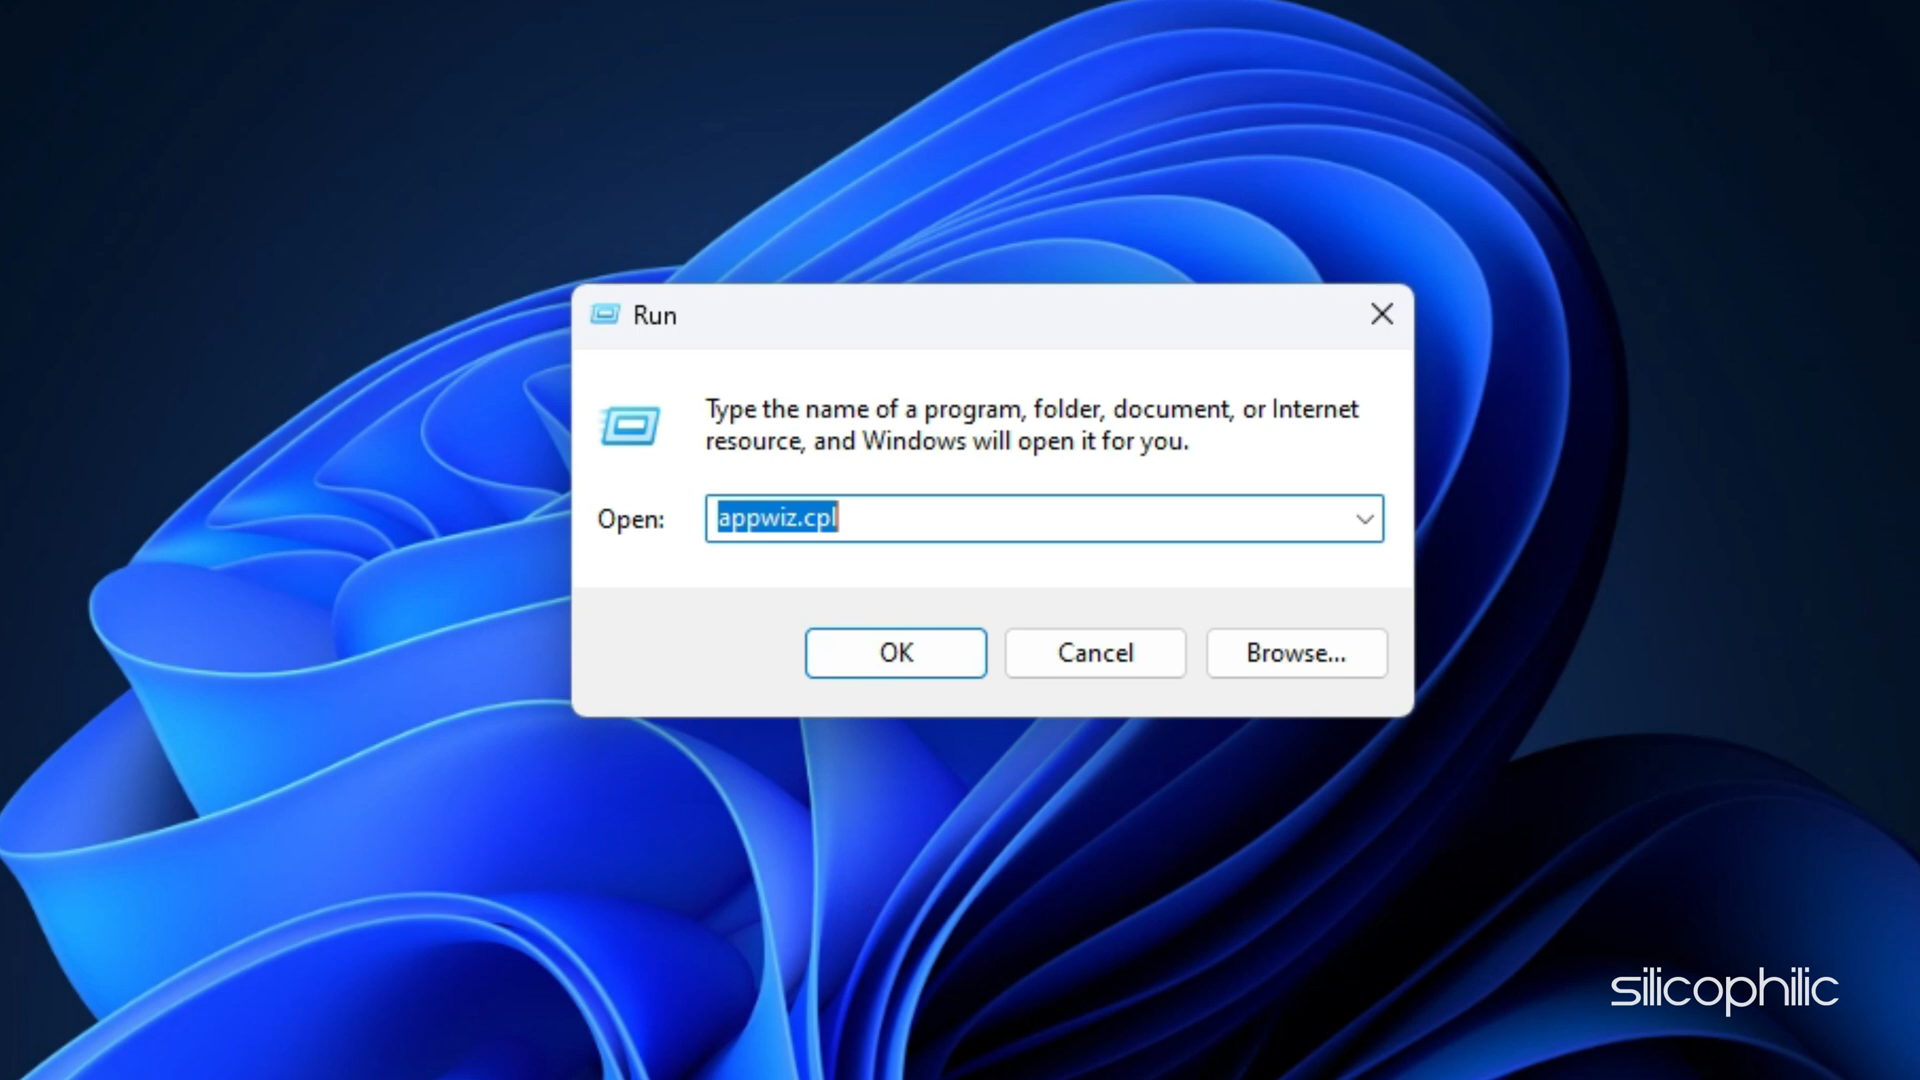 Run
Type the name of a program, folder, document, or Internet
resource, and Windows will open it for you.
Open:
appwiz.cpl
OK
Cancel
Browse...
silicophilic